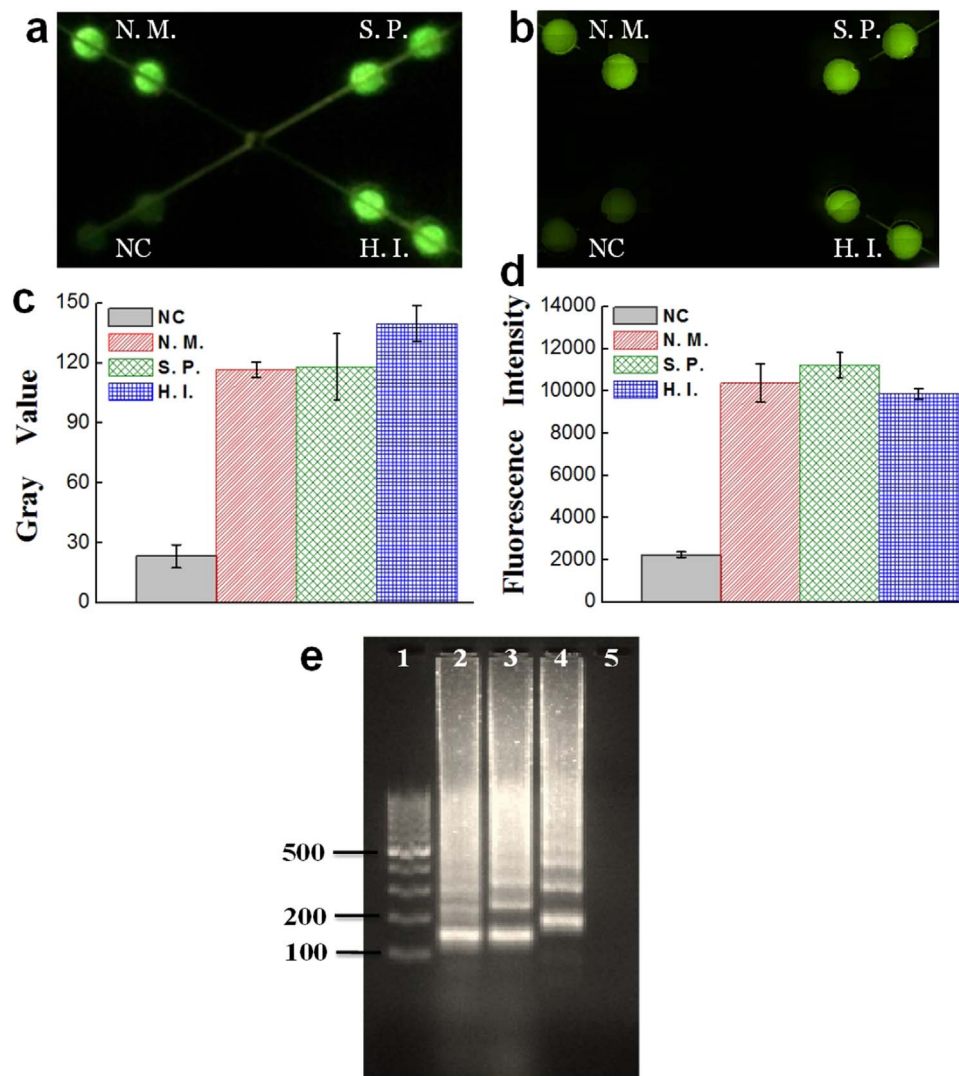 a
N. M.
S. P.
NC
H. I.
b
N. M.
S. P.
NC
H. I.
c
Gray Value
150
120
90
60
30
0
NC
N. M.
S. P.
H. I.
d
Fluorescence Intensity
14000
12000
10000
8000
6000
4000
2000
0
NC
N. M.
S. P.
H. I.
e
1 2 3 4 5
500
200
100